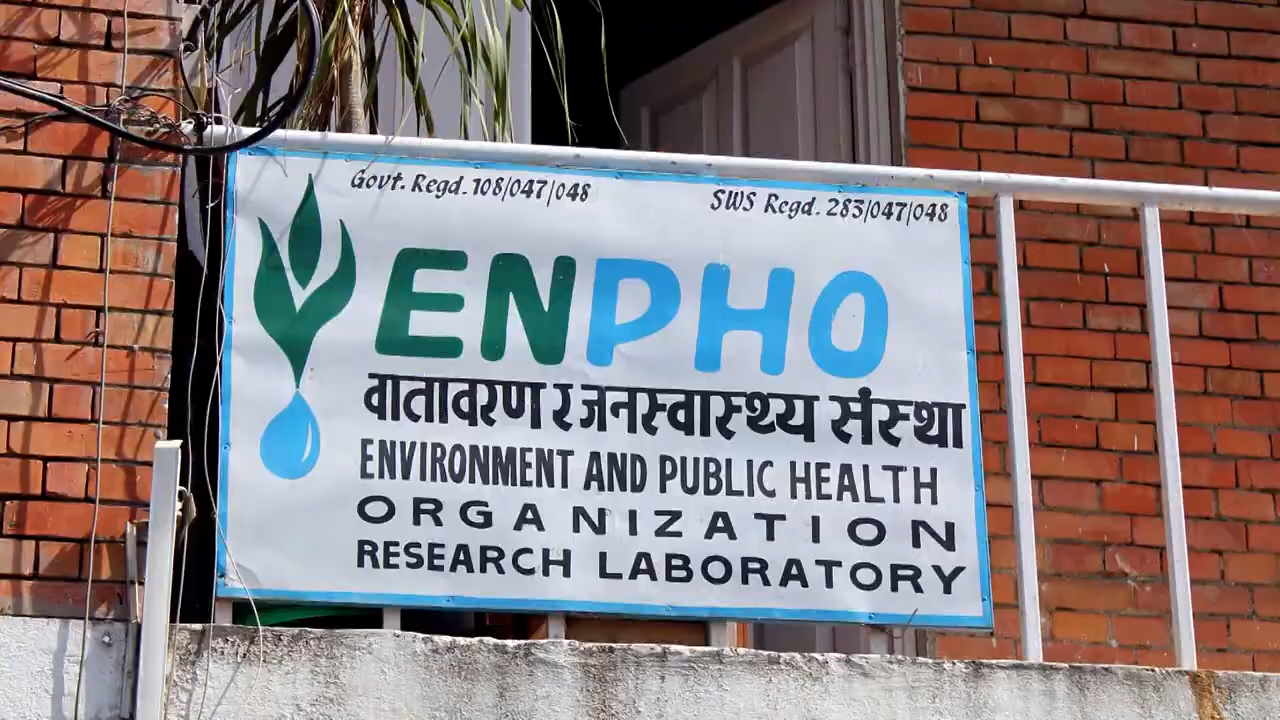 Govt. Regd. 108/047/048 SWS Regd. 283/047/048
ENPHO
वातावरण र जनस्वास्थ्य संस्था
ENVIRONMENT AND PUBLIC HEALTH
ORGANIZATION
RESEARCH LABORATORY